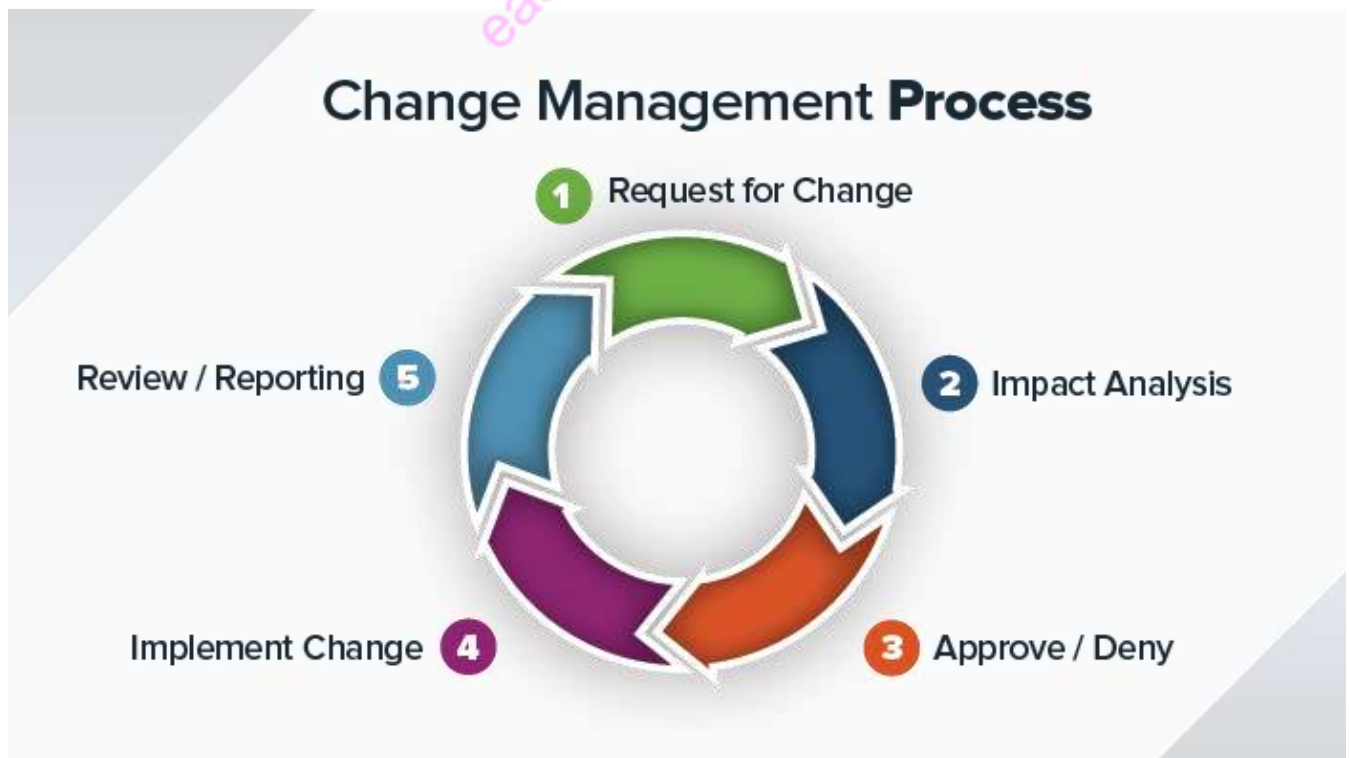 Change Management Process
1 Request for Change
2 Impact Analysis
3 Approve / Deny
4 Implement Change
5 Review / Reporting